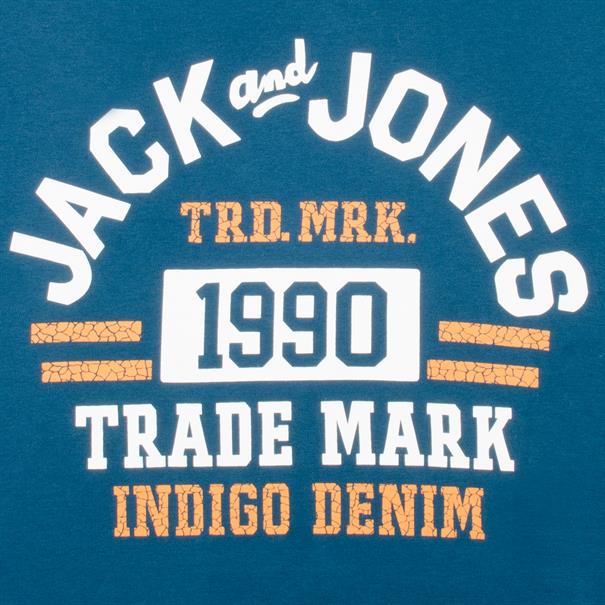 JACK and JONES
TRD. MRK.
1990
TRADE MARK
INDIGO DENIM